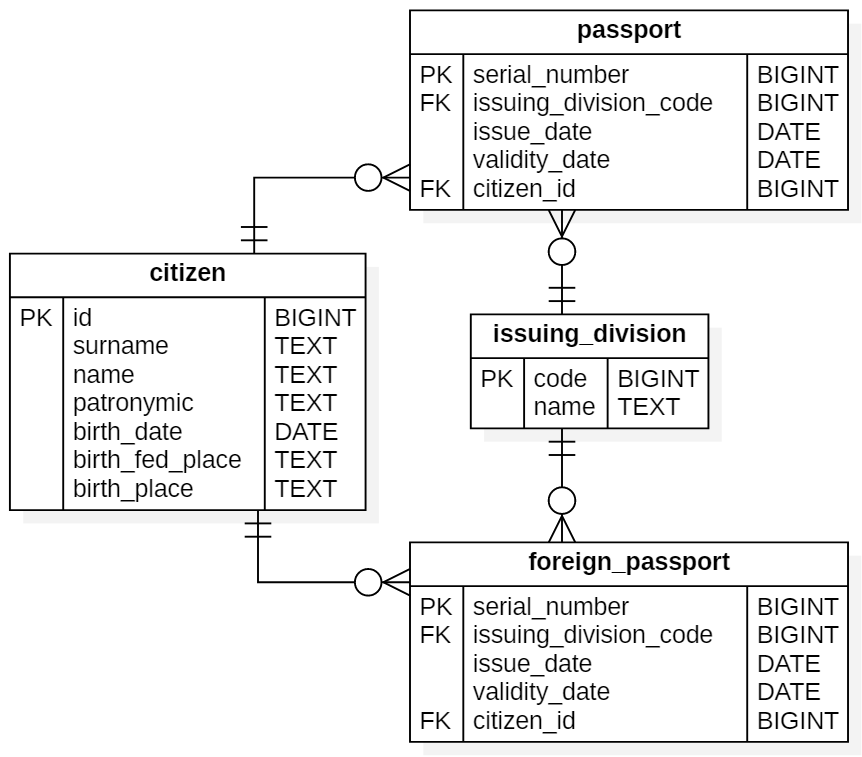 passport
PK serial_number BIGINT
FK issuing_division_code BIGINT
issue_date DATE
validity_date DATE
FK citizen_id BIGINT
citizen
PK id BIGINT
surname TEXT
name TEXT
patronymic TEXT
birth_date DATE
birth_fed_place TEXT
birth_place TEXT
issuing_division
PK code BIGINT
name TEXT
foreign_passport
PK serial_number BIGINT
FK issuing_division_code BIGINT
issue_date DATE
validity_date DATE
FK citizen_id BIGINT